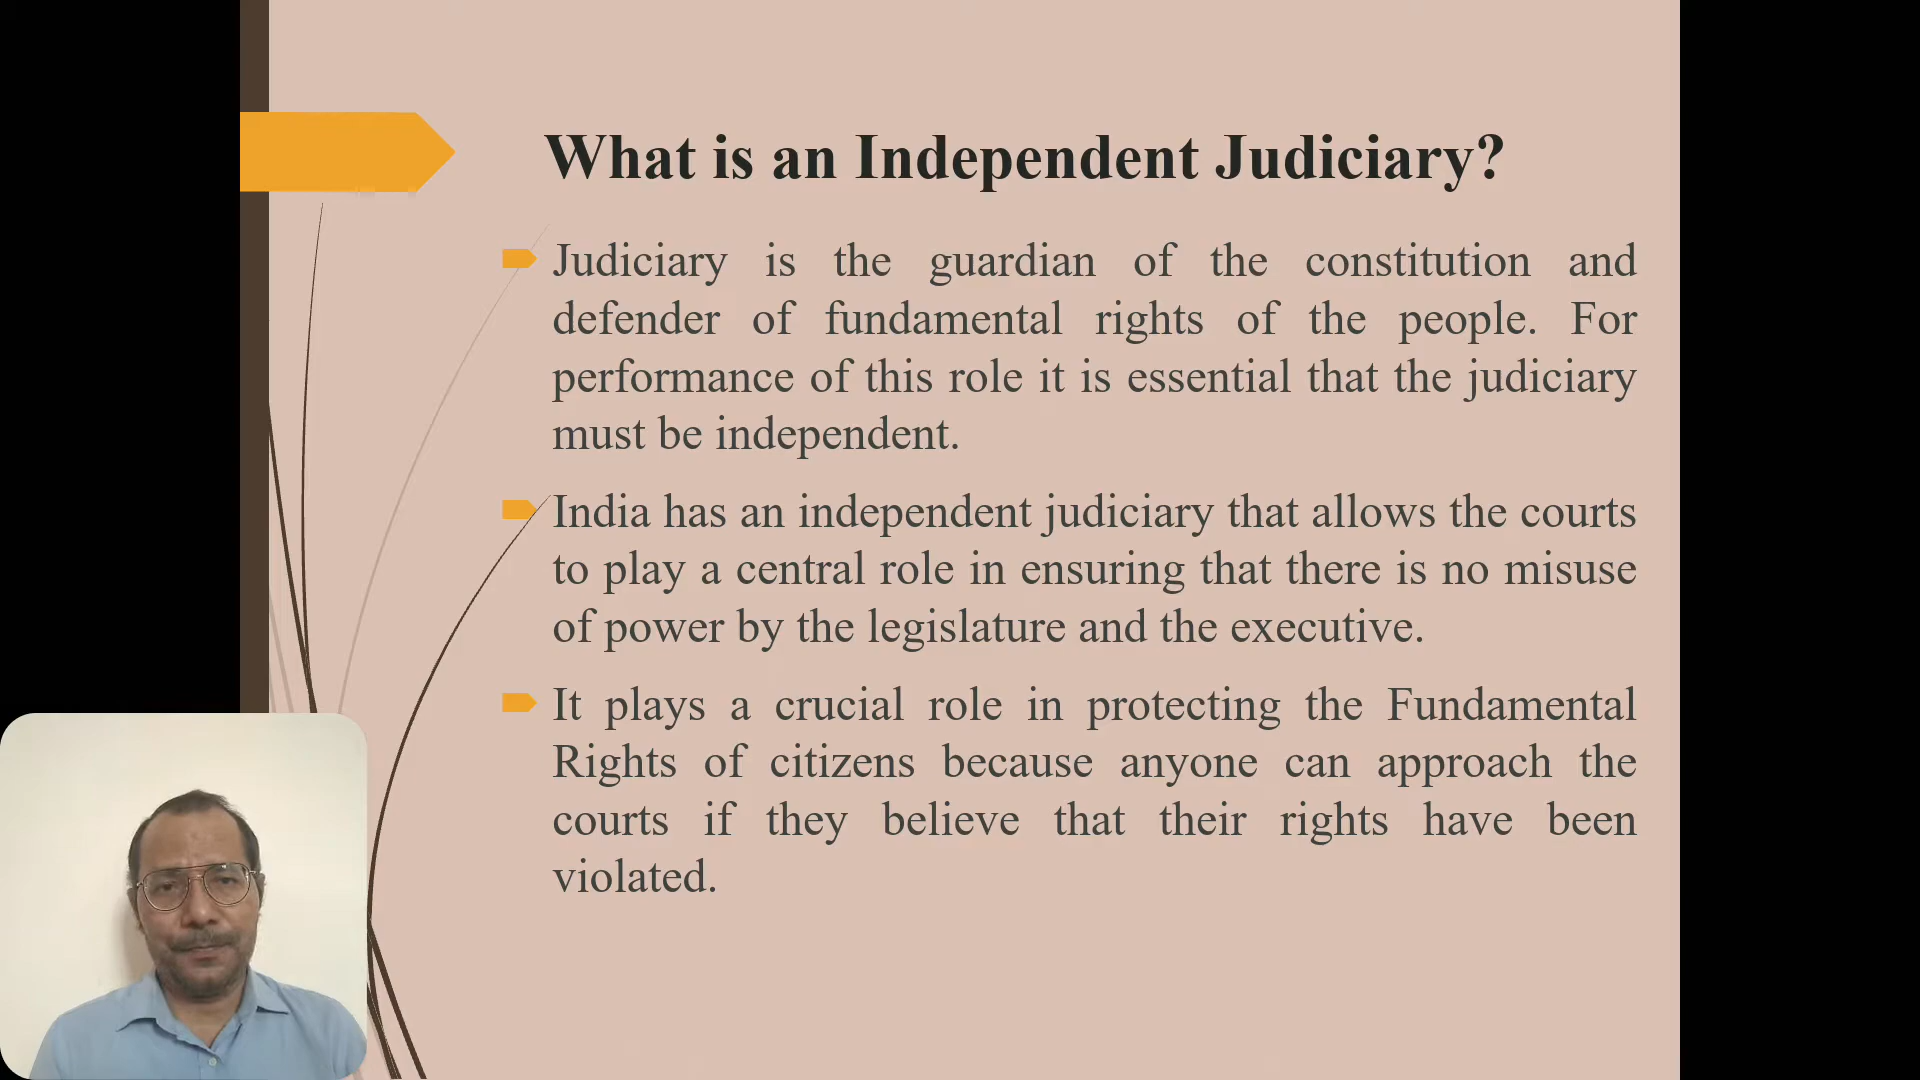 What is an Independent Judiciary?
Judiciary is the guardian of the constitution and
defender of fundamental rights of the people. For
performance of this role it is essential that the judiciary
must be independent.
India has an independent judiciary that allows the courts
to play a central role in ensuring that there is no misuse
of power by the legislature and the executive.
It plays a crucial role in protecting the Fundamental
Rights of citizens because anyone can approach the
courts if they believe that their rights have been
violated.